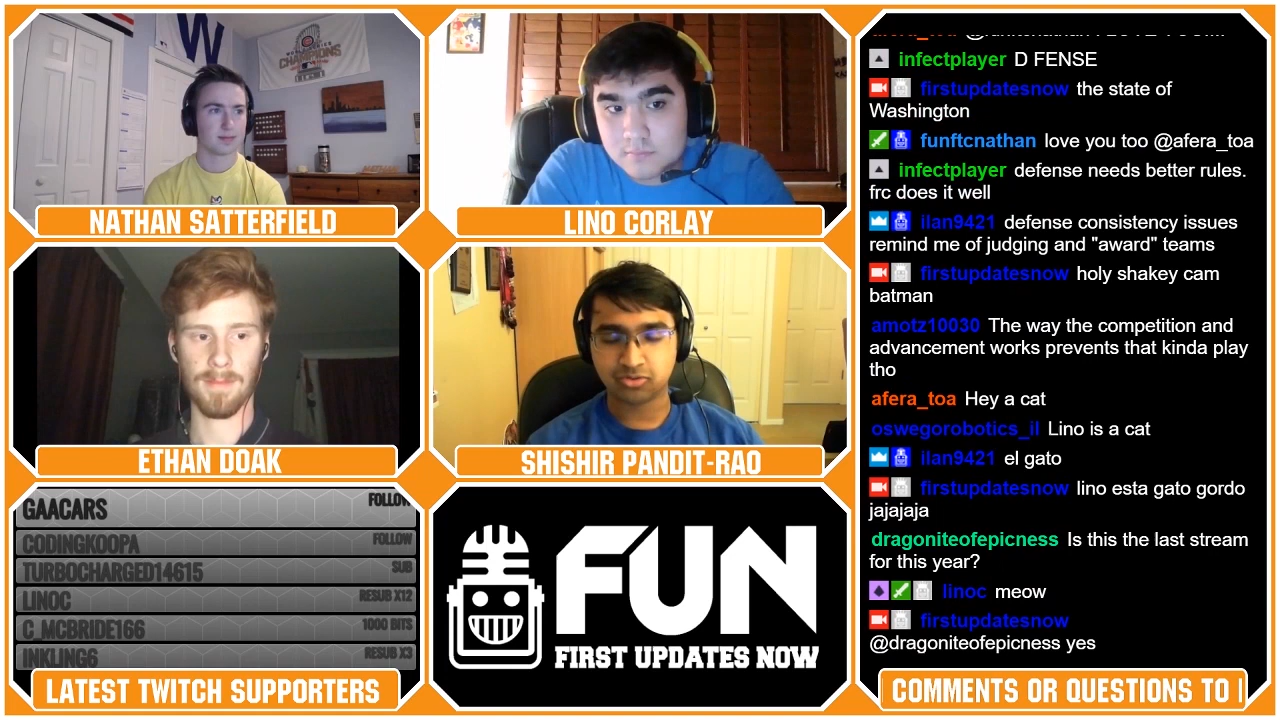 W
CHAMPIONS
NATHAN SATTERFIELD
LINO CORLAY
ETHAN DOAK
SHISHIR PANDIT-RAO
GAACARS FOLLOW
CODINGKOOPA FOLLOW
TURBOCHARGED14615 SUB
LINOC RESUB X12
C_MCBRIDE166 1000 BITS
INKLING6 RESUB X3
LATEST TWITCH SUPPORTERS
FUN
FIRST UPDATES NOW
infectplayer D FENSE
firstupdatesnow the state of
Washington
funftcnathan love you too @afera_toa
infectplayer defense needs better rules.
frc does it well
ilan9421 defense consistency issues
remind me of judging and "award" teams
firstupdatesnow holy shakey cam
batman
amotz10030 The way the competition and
advancement works prevents that kinda play
tho
afera_toa Hey a cat
oswegorobotics_il Lino is a cat
ilan9421 el gato
firstupdatesnow lino esta gato gordo
jajajaja
dragoniteofepicness Is this the last stream
for this year?
linoc meow
firstupdatesnow
@dragoniteofepicness yes
COMMENTS OR QUESTIONS TO